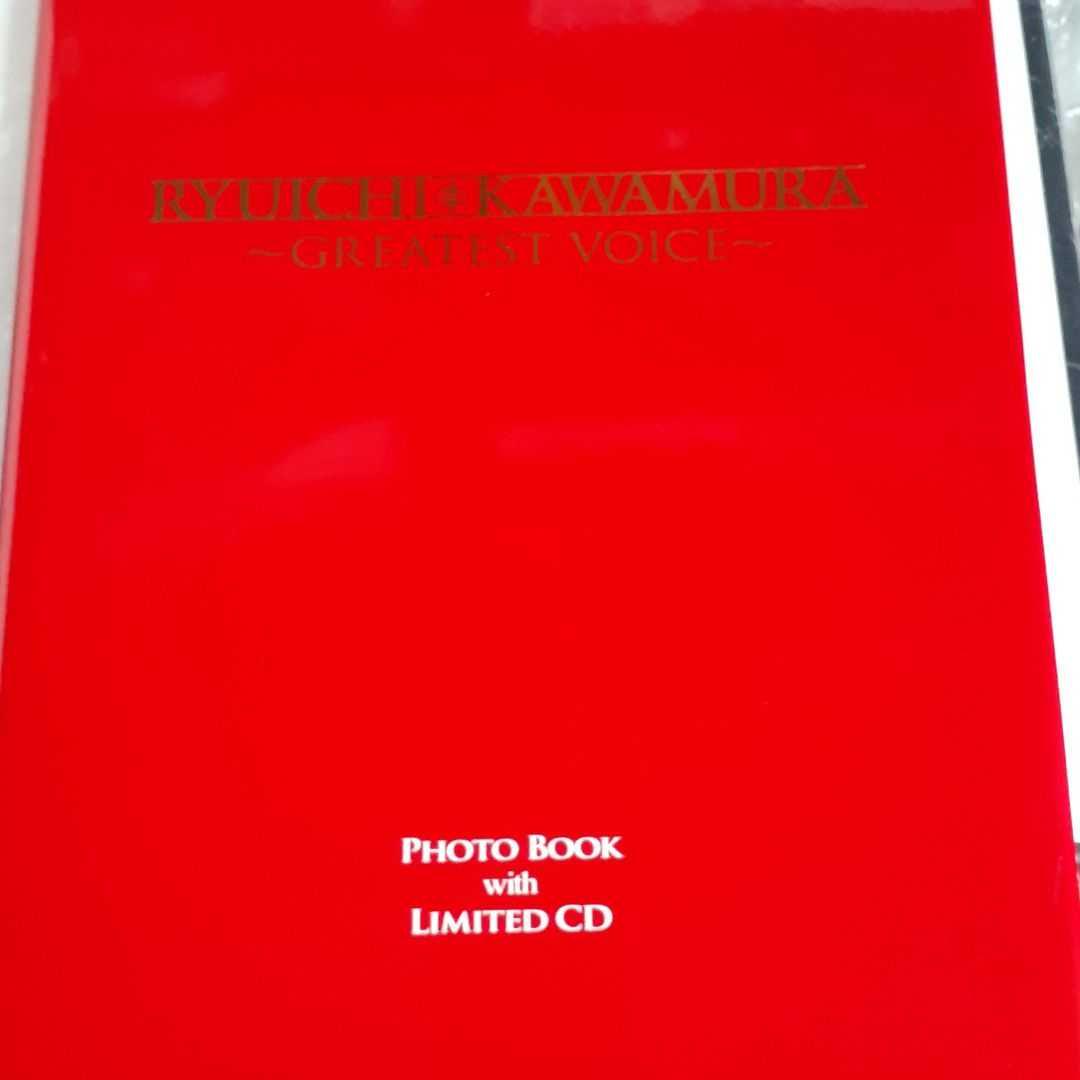 RYUICHI KAWAMURA
～GREATEST VOICE～
PHOTO BOOK
with
LIMITED CD